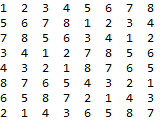 1 2 3 4 5 6 7 8
5 6 7 8 1 2 3 4
7 8 5 6 3 4 1 2
3 4 1 2 7 8 5 6
4 3 2 1 8 7 6 5
8 7 6 5 4 3 2 1
6 5 8 7 2 1 4 3
2 1 4 3 6 5 8 7